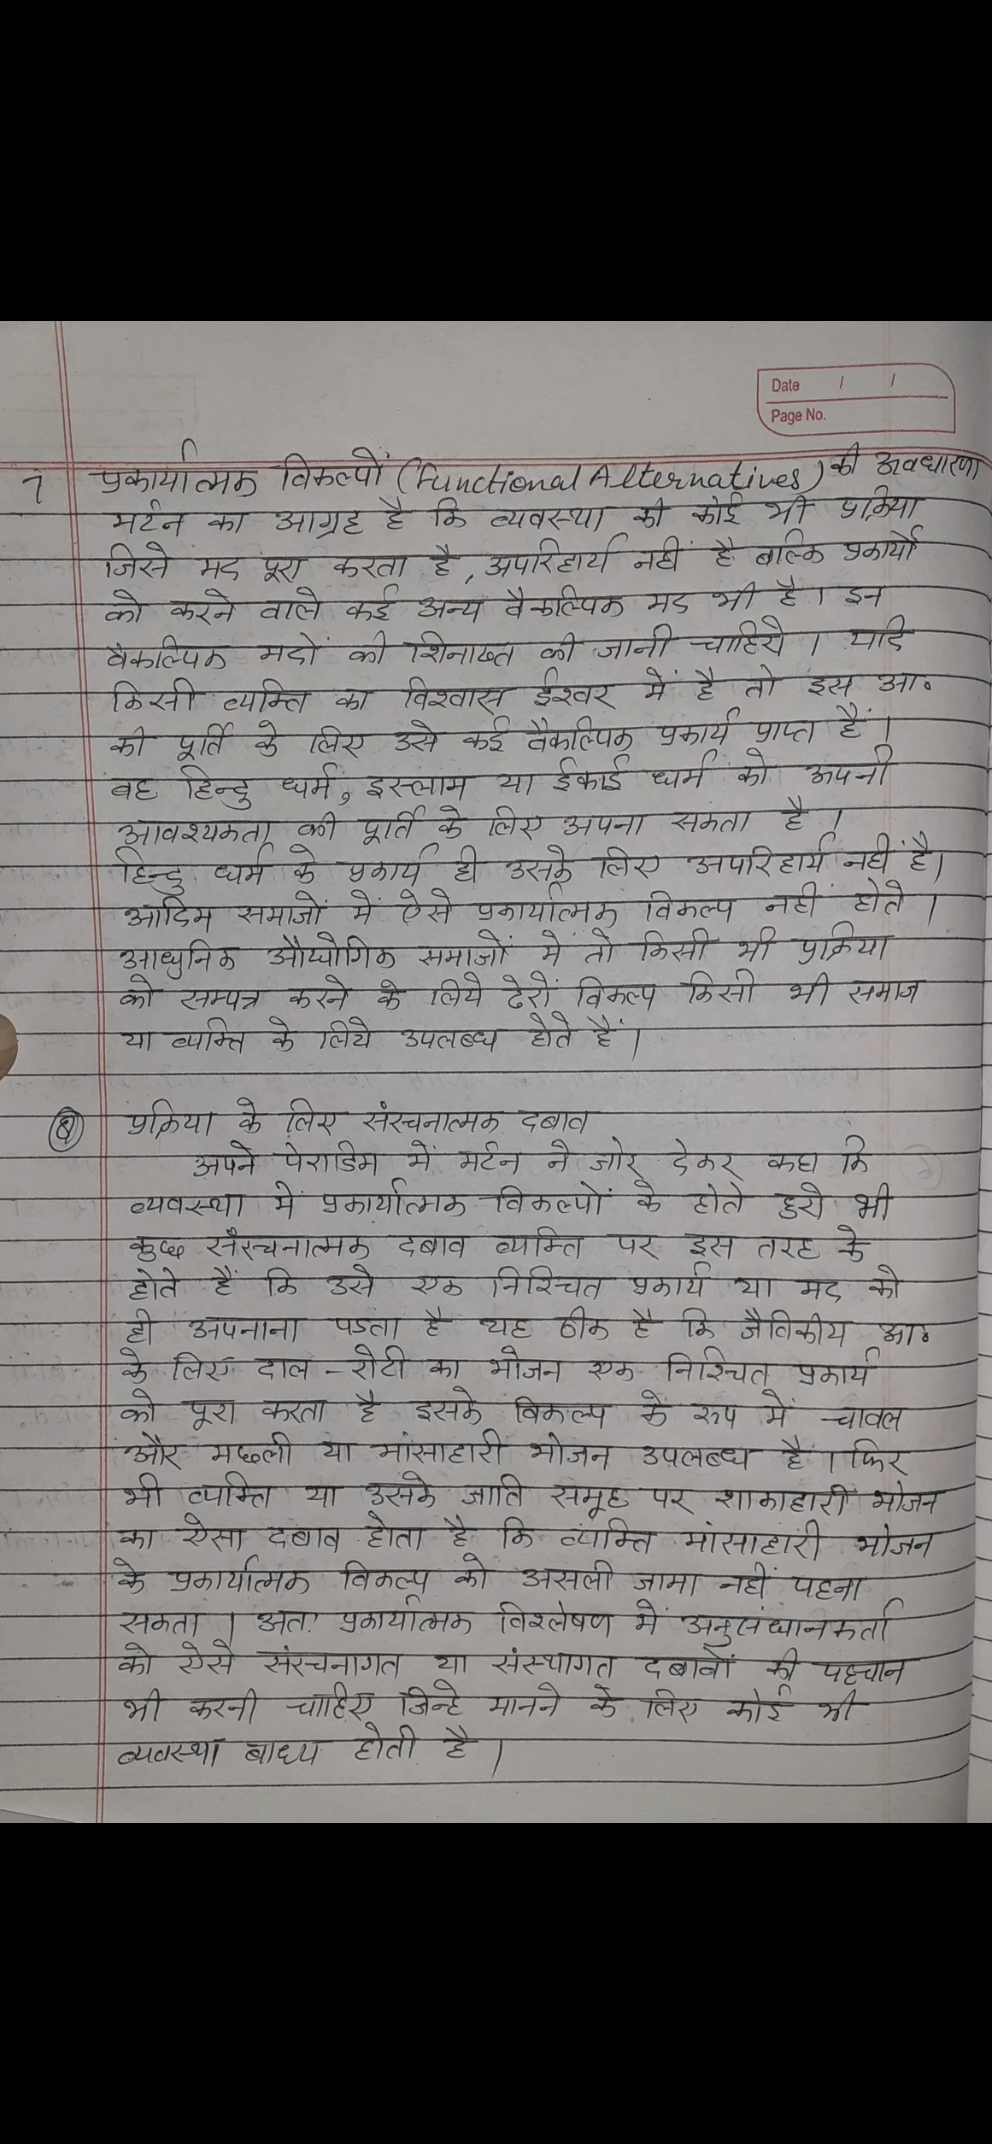 Date / /
Page No.
7 प्रकार्यात्मक विकल्पों (Functional Alternatives) की अवधारणा
मर्टन का आग्रह है कि व्यवस्था की कोई भी प्रक्रिया
जिसे मद पूरा करता है, अपरिहार्य नहीं है बल्कि प्रकार्यों
को करने वाले कई अन्य वैकल्पिक मद भी है। इन
वैकल्पिक मदों की शिनाख्त की जानी चाहिये। यदि
किसी व्यक्ति का विश्वास ईश्वर में है तो इस आ०
की पूर्ति के लिए उसे कई वैकल्पिक प्रकार्य प्राप्त हैं।
वह हिन्दु धर्म, इस्लाम या ईकाई धर्म को अपनी
आवश्यकता की पूर्ति के लिए अपना सकता है।
हिन्दु धर्म के प्रकार्य ही उसके लिए अपरिहार्य नहीं है।
आदिम समाजों में ऐसे प्रकार्यात्मक विकल्प नहीं होते।
आधुनिक औद्योगिक समाजों में तो किसी भी प्रक्रिया
को सम्पन्न करने के लिये ढेरों विकल्प किसी भी समाज
या व्यक्ति के लिये उपलब्ध होते हैं।
8 प्रक्रिया के लिए संरचनात्मक दबाव
अपने पेराडिम में मर्टन ने जोर देकर कहा कि
व्यवस्था में प्रकार्यात्मक विकल्पों के होते हुये भी
कुछ संरचनात्मक दबाव व्यक्ति पर इस तरह के
होते हैं कि उसे एक निश्चित प्रकार्य या मद को
ही अपनाना पडता है यह ठीक है कि जैविकीय आ०
के लिए दाल-रोटी का भोजन एक निश्चित प्रकार्य
को पूरा करता है इसके विकल्प के रूप में चावल
और मछली या मांसाहारी भोजन उपलब्ध है। फिर
भी व्यक्ति या उसके जाति समूह पर शाकाहारी भोजन
का ऐसा दबाव होता है कि व्यक्ति मांसाहारी भोजन
के प्रकार्यात्मक विकल्प को असली जामा नहीं पहना
सकता। अतः प्रकार्यात्मक विश्लेषण में अनुसंधानकर्ता
को ऐसे संरचनागत या संस्थागत दबावों की पहचान
भी करनी चाहिए जिन्हे मानने के लिए कोई भी
व्यवस्था बाध्य होती है।